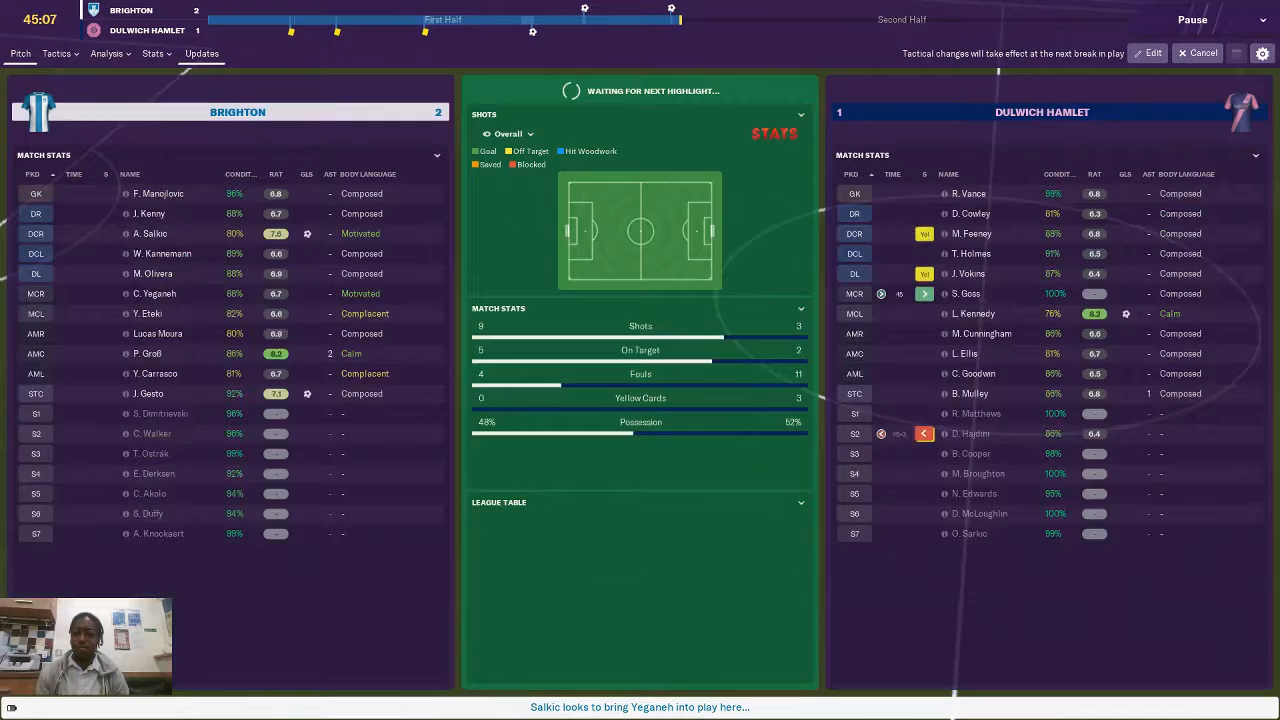 45:07
BRIGHTON 2
DULWICH HAMLET 1
First Half
Second Half
Pause
Pitch Tactics Analysis Stats Updates
Tactical changes will take effect at the next break in play Edit Cancel
BRIGHTON 2
MATCH STATS
PKD TIME S NAME CONDIT... RAT GLS AST BODY LANGUAGE
GK F. Manojlovic 96% 6.8 - Composed
DR J. Kenny 88% 6.7 - Composed
DCR A. Salkic 80% - Motivated
DCL W. Kannemann 89% 6.6 - Composed
DL M. Olivera 88% 6.9 - Composed
MCR C. Yeganeh 88% 6.7 - Motivated
MCL Y. Eteki 82% 6.6 - Complacent
AMR Lucas Moura 80% 6.9 - Composed
AMC P. Groß 86% 8.2 2 Calm
AML Y. Carrasco 81% 6.7 - Complacent
STC J. Gesto 92% 7.1 - Composed
S1 S. Dimitrievski 96% - - -
S2 C. Walker 96% - - -
S3 T. Ostrák 99% - - -
S4 E. Derksen 92% - - -
S5 C. Akolo 94% - - -
S6 S. Duffy 94% - - -
S7 A. Knockaert 99% - - -
WAITING FOR NEXT HIGHLIGHT...
SHOTS
Overall
STATS
Goal Off Target Hit Woodwork
Saved Blocked
MATCH STATS
9 Shots 3
5 On Target 2
4 Fouls 11
0 Yellow Cards 3
48% Possession 52%
LEAGUE TABLE
1 DULWICH HAMLET
MATCH STATS
PKD TIME S NAME CONDIT... RAT GLS AST BODY LANGUAGE
GK R. Vance 98% 6.8 - Composed
DR D. Cowley 81% 6.3 - Composed
DCR Yel M. Feeney 88% 6.8 - Composed
DCL T. Holmes 91% 6.5 - Composed
DL Yel J. Vokins 87% 6.4 - Composed
MCR 45 S. Goss 100% - - Composed
MCL L. Kennedy 76% 8.2 - Calm
AMR M. Cunningham 86% 6.6 - Composed
AMC L. Ellis 81% 6.7 - Composed
AML C. Goodwin 86% 6.5 - Composed
STC B. Mulley 86% 6.8 1 Composed
S1 R. Matthews 100% - - -
S2 45+3 D. Hajdini 86% 6.4 - -
S3 B. Cooper 98% - - -
S4 M. Broughton 100% - - -
S5 N. Edwards 95% - - -
S6 D. McLoughlin 100% - - -
S7 O. Sarkic 99% - - -
Salkic looks to bring Yeganeh into play here...